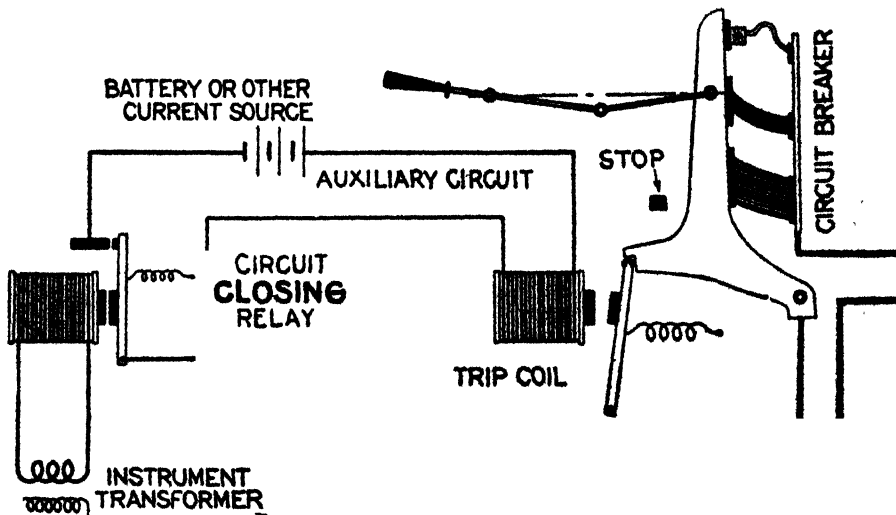 BATTERY OR OTHER
CURRENT SOURCE
AUXILIARY CIRCUIT
STOP
CIRCUIT BREAKER
CIRCUIT
CLOSING
RELAY
TRIP COIL
INSTRUMENT
TRANSFORMER